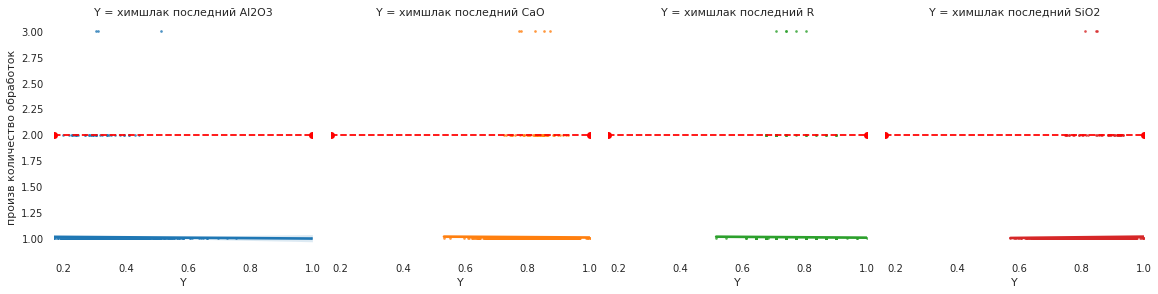 Y = химшлак последний Al2O3
Y = химшлак последний CaO
Y = химшлак последний R
Y = химшлак последний SiO2
произв количество обработок
3.00
2.75
2.50
2.25
2.00
1.75
1.50
1.25
1.00
0.2 0.4 0.6 0.8 1.0
0.2 0.4 0.6 0.8 1.0
0.2 0.4 0.6 0.8 1.0
0.2 0.4 0.6 0.8 1.0
Y
Y
Y
Y